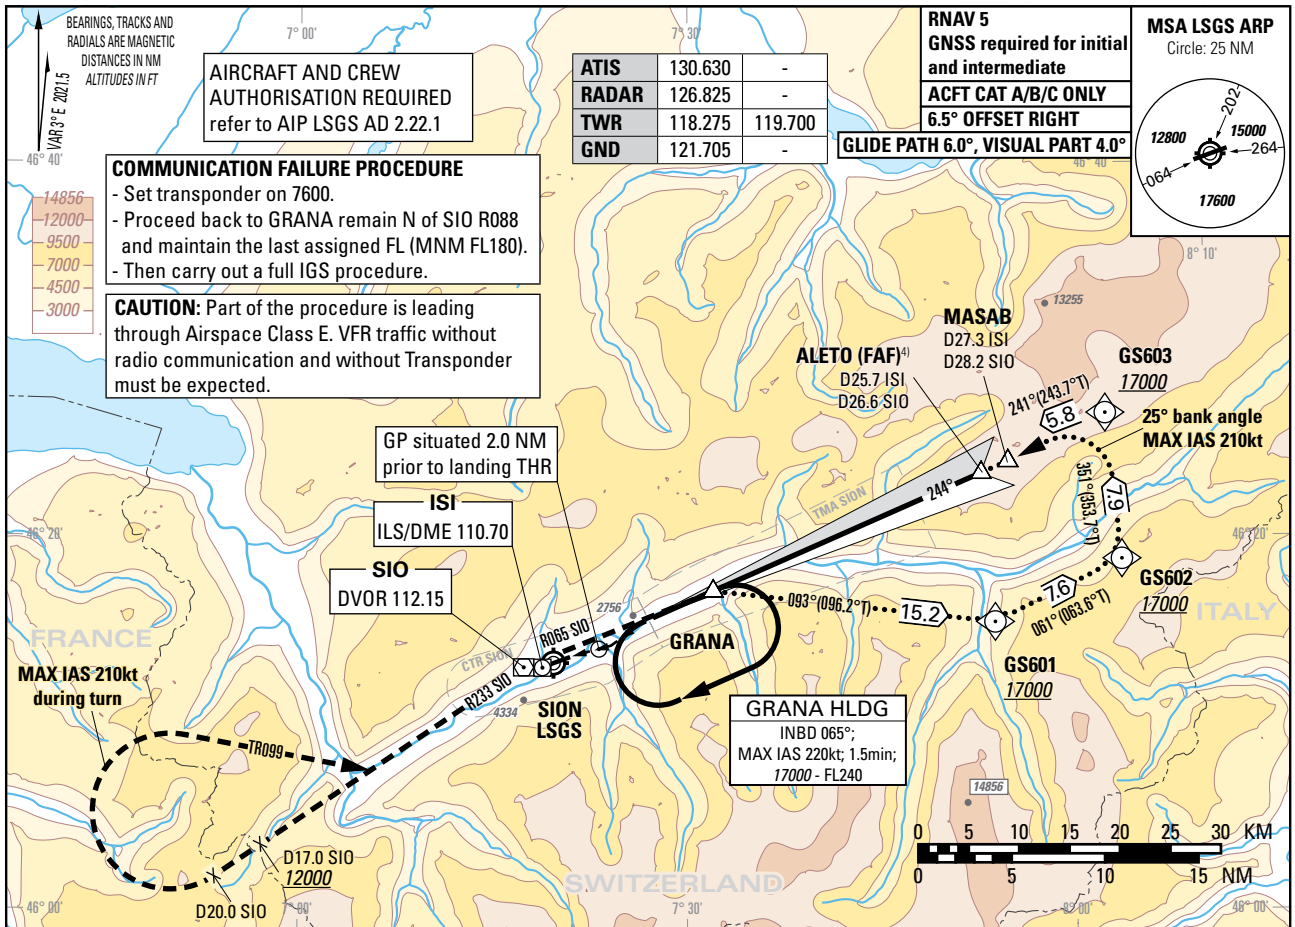 BEARINGS, TRACKS AND
RADIALS ARE MAGNETIC
DISTANCES IN NM
ALTITUDES IN FT
VAR 3° E 2021.5
7° 00'
7° 30'
AIRCRAFT AND CREW
AUTHORISATION REQUIRED
refer to AIP LSGS AD 2.22.1
ATIS 130.630 -
RADAR 126.825 -
TWR 118.275 119.700
GND 121.705 -
RNAV 5
GNSS required for initial
and intermediate
ACFT CAT A/B/C ONLY
6.5° OFFSET RIGHT
GLIDE PATH 6.0°, VISUAL PART 4.0°
MSA LSGS ARP
Circle: 25 NM
202
12800
15000
264
064
17600
46° 40'
46° 40'
8° 10'
COMMUNICATION FAILURE PROCEDURE
- Set transponder on 7600.
- Proceed back to GRANA remain N of SIO R088
and maintain the last assigned FL (MNM FL180).
- Then carry out a full IGS procedure.
14856
12000
9500
7000
4500
3000
CAUTION: Part of the procedure is leading
through Airspace Class E. VFR traffic without
radio communication and without Transponder
must be expected.
13255
MASAB
D27.3 ISI
D28.2 SIO
ALETO (FAF)4)
D25.7 ISI
D26.6 SIO
GS603
17000
241°(243.7°T)
5.8
25° bank angle
MAX IAS 210kt
351°(353.7°T)
7.9
GP situated 2.0 NM
prior to landing THR
ISI
ILS/DME 110.70
SIO
DVOR 112.15
244°
TMA SION
46° 20'
46° 20'
GS602
17000
7.6
061° (063.6°T)
093°(096.2°T)
15.2
GS601
17000
ITALY
FRANCE
2756
R065 SIO
GRANA
CTR SION
R233 SIO
4334
SION
LSGS
MAX IAS 210kt
during turn
TR099
GRANA HLDG
INBD 065°;
MAX IAS 220kt; 1.5min;
17000 - FL240
14856
D17.0 SIO
12000
D20.0 SIO
SWITZERLAND
0 5 10 15 20 25 30 KM
0 5 10 15 NM
46° 00'
7° 00'
7° 30'
8° 00'
46° 00'